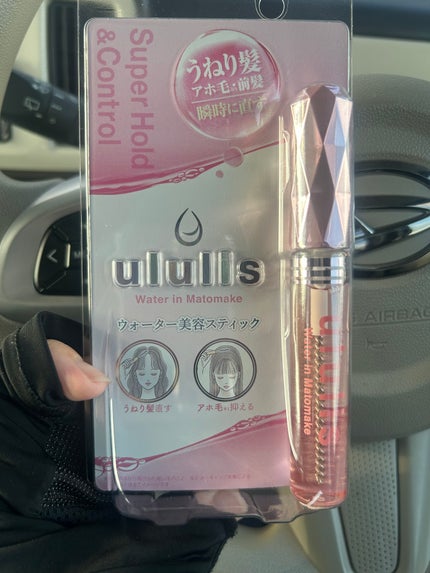 Super Hold
& Control
うねり髪
アホ毛に前髪
瞬時に直す
ululis
Water in Matomake
ウォーター美容スティック
うねり髪直す
アホ毛も抑える
ululis
Water in Matomake
AIRBAG